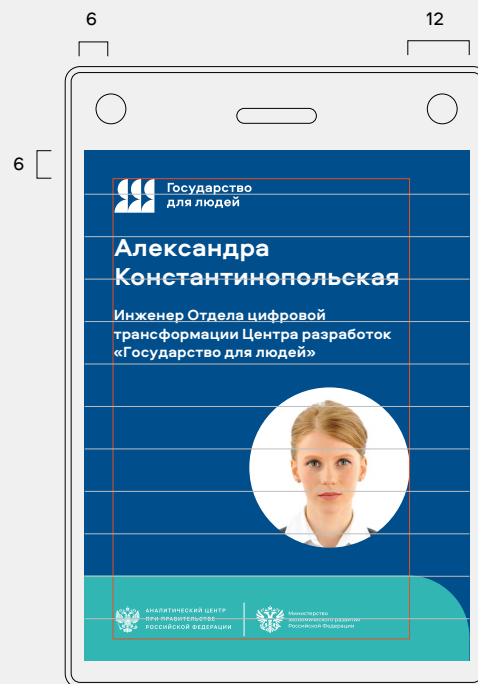 6
12
6
Государство
для людей
Александра
Константинопольская
Инженер Отдела цифровой
трансформации Центра разработок
«Государство для людей»
АНАЛИТИЧЕСКИЙ ЦЕНТР
ПРИ ПРАВИТЕЛЬСТВЕ
РОССИЙСКОЙ ФЕДЕРАЦИИ
Министерство
экономического развития
Российской Федерации